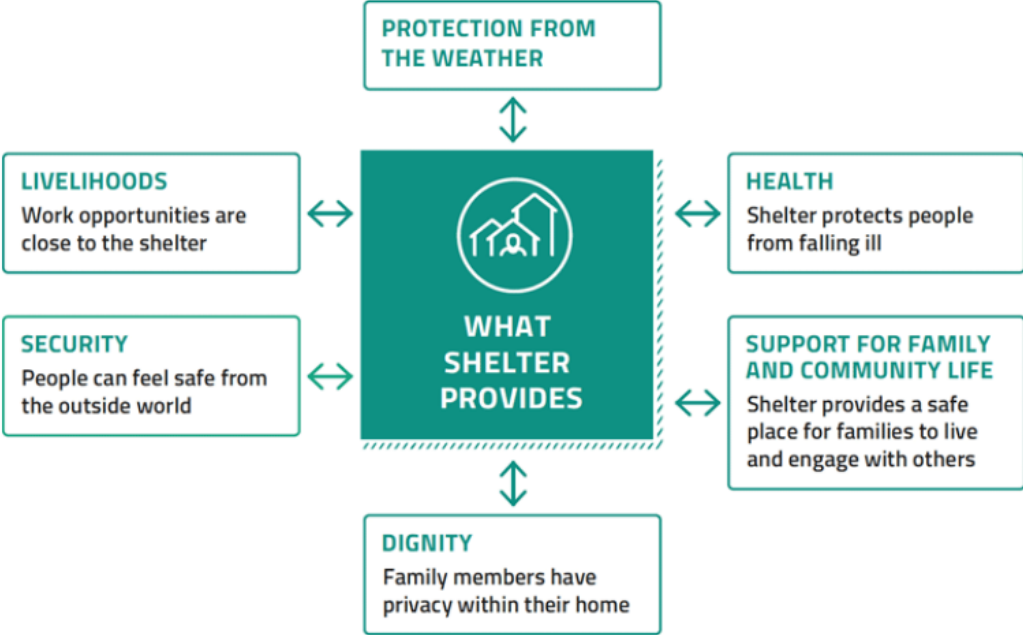 PROTECTION FROM
THE WEATHER
LIVELIHOODS
Work opportunities are
close to the shelter
HEALTH
Shelter protects people
from falling ill
WHAT
SHELTER
PROVIDES
SECURITY
People can feel safe from
the outside world
SUPPORT FOR FAMILY
AND COMMUNITY LIFE
Shelter provides a safe
place for families to live
and engage with others
DIGNITY
Family members have
privacy within their home